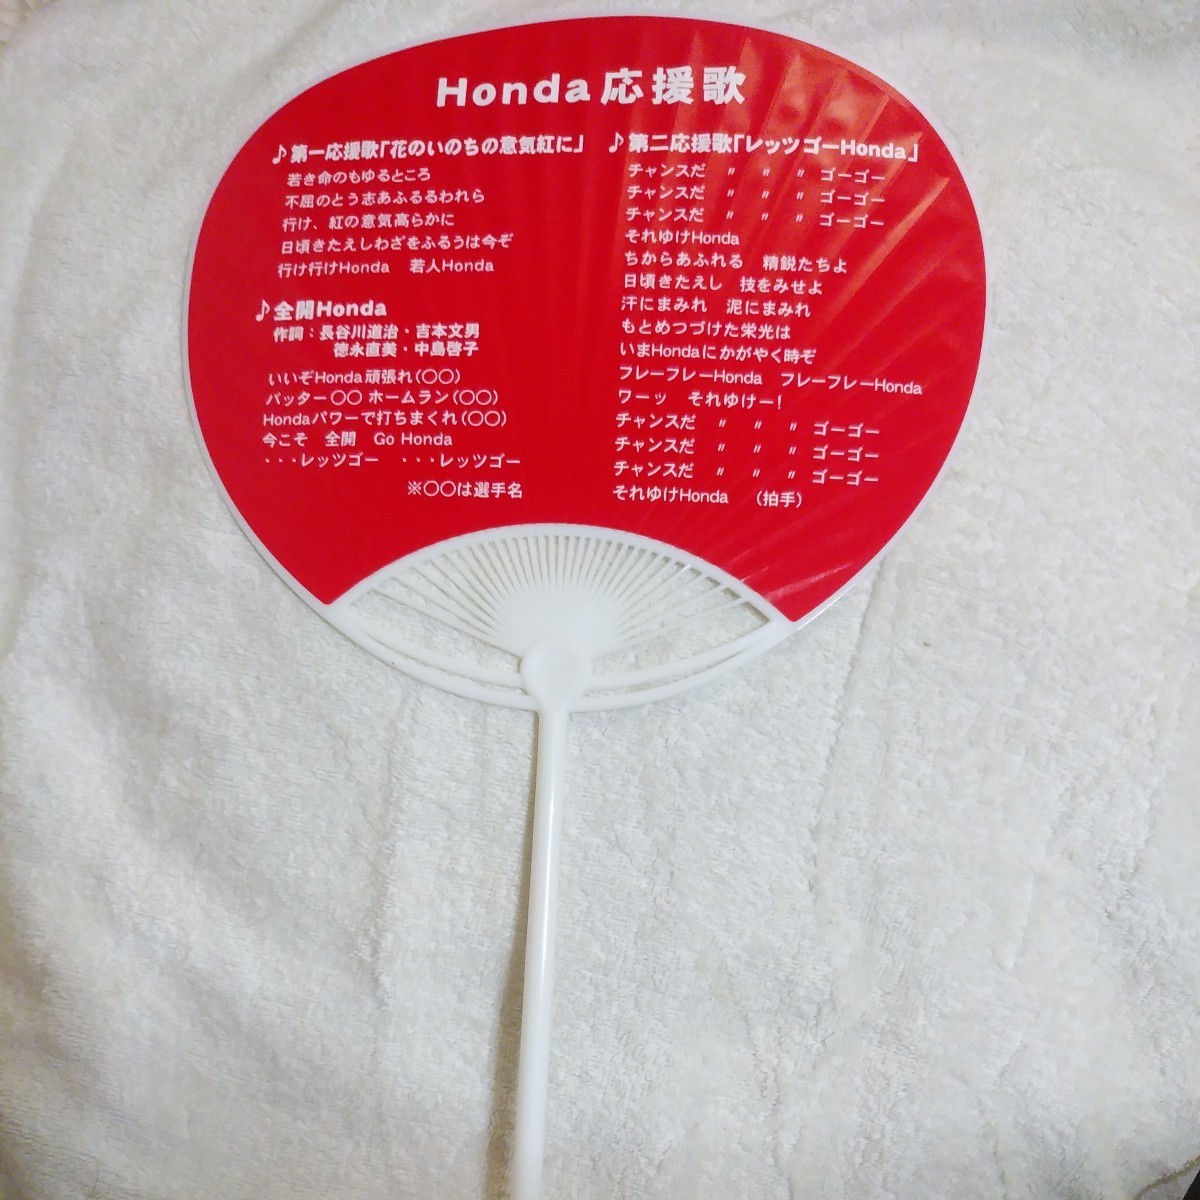 Honda応援歌
♪第一応援歌「花のいのちの意気紅に」
若き命のもゆるところ
不屈のとう志あふるるわれら
行け、紅の意気高らかに
日頃きたえしわざをふるうは今ぞ
行け行けHonda　若人Honda
♪全開Honda
作詞：長谷川道治・吉本文男
徳永直美・中島啓子
いいぞHonda頑張れ（〇〇）
バッター〇〇 ホームラン（〇〇）
Hondaパワーで打ちまくれ（〇〇）
今こそ　全開　Go Honda
・・・レッツゴー　・・・レッツゴー
※〇〇は選手名
♪第二応援歌「レッツゴーHonda」
チャンスだ　〃　〃　〃　ゴーゴー
チャンスだ　〃　〃　〃　ゴーゴー
チャンスだ　〃　〃　〃　ゴーゴー
それゆけHonda
ちからあふれる　精鋭たちよ
日頃きたえし　技をみせよ
汗にまみれ　泥にまみれ
もとめつづけた栄光は
いまHondaにかがやく時ぞ
フレーフレーHonda　フレーフレーHonda
ワーッ　それゆけー！
チャンスだ　〃　〃　〃　ゴーゴー
チャンスだ　〃　〃　〃　ゴーゴー
チャンスだ　〃　〃　〃　ゴーゴー
それゆけHonda　（拍手）